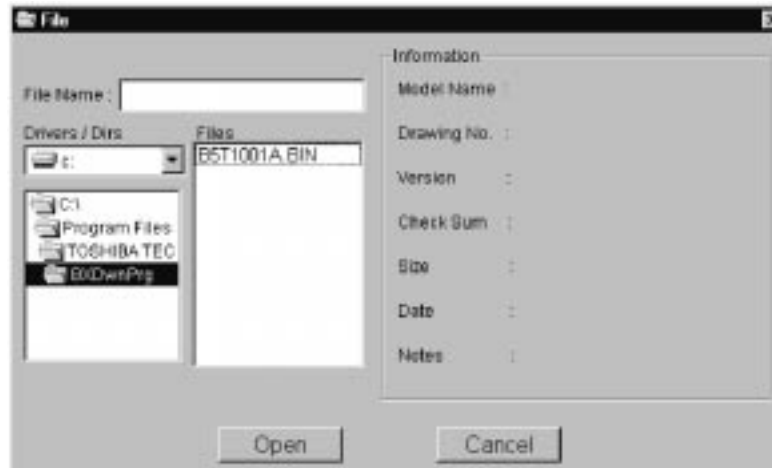 File
File Name :
Drivers / Dirs
c:
C:\
Program Files
TOSHIBA TEC
BXDwnPrg
Files
B5T1001A.BIN
Information
Model Name :
Drawing No. :
Version :
Check Sum :
Size :
Date :
Notes :
Open
Cancel